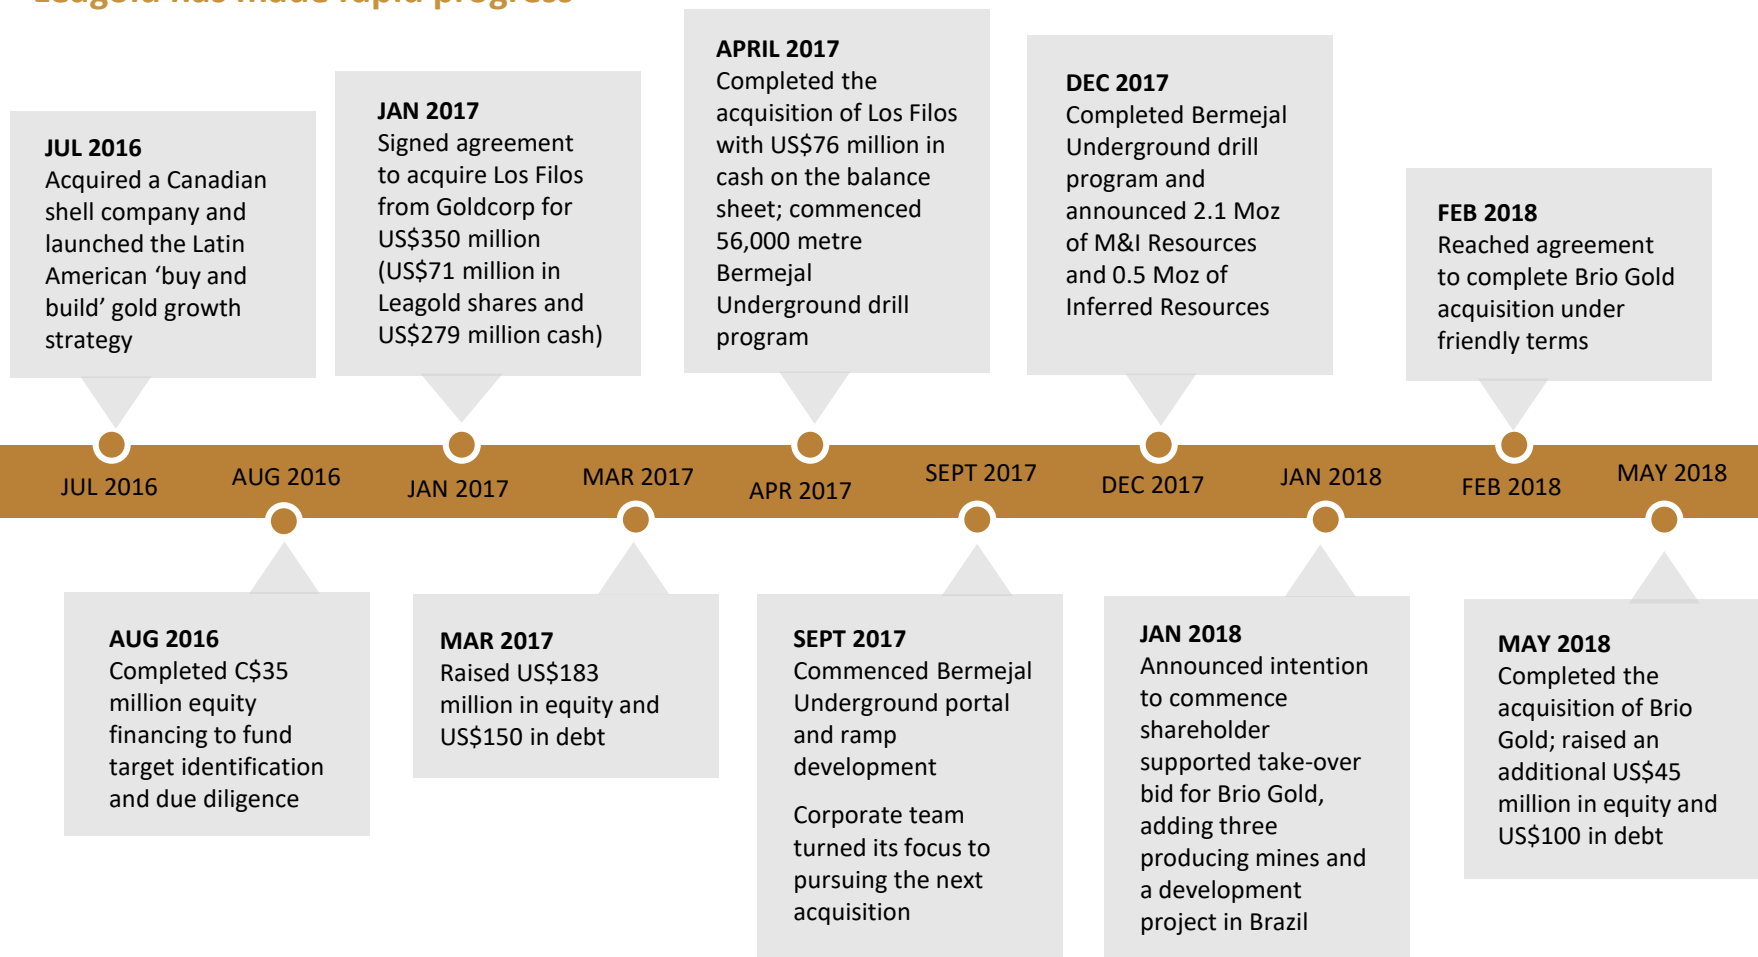 Leagold has made rapid progress
JUL 2016
Acquired a Canadian
shell company and
launched the Latin
American ‘buy and
build’ gold growth
strategy
JAN 2017
Signed agreement
to acquire Los Filos
from Goldcorp for
US$350 million
(US$71 million in
Leagold shares and
US$279 million cash)
APRIL 2017
Completed the
acquisition of Los Filos
with US$76 million in
cash on the balance
sheet; commenced
56,000 metre
Bermejal
Underground drill
program
DEC 2017
Completed Bermejal
Underground drill
program and
announced 2.1 Moz
of M&I Resources
and 0.5 Moz of
Inferred Resources
FEB 2018
Reached agreement
to complete Brio Gold
acquisition under
friendly terms
JUL 2016
AUG 2016
JAN 2017
MAR 2017
APR 2017
SEPT 2017
DEC 2017
JAN 2018
FEB 2018
MAY 2018
AUG 2016
Completed C$35
million equity
financing to fund
target identification
and due diligence
MAR 2017
Raised US$183
million in equity and
US$150 in debt
SEPT 2017
Commenced Bermejal
Underground portal
and ramp
development
Corporate team
turned its focus to
pursuing the next
acquisition
JAN 2018
Announced intention
to commence
shareholder
supported take-over
bid for Brio Gold,
adding three
producing mines and
a development
project in Brazil
MAY 2018
Completed the
acquisition of Brio
Gold; raised an
additional US$45
million in equity and
US$100 in debt